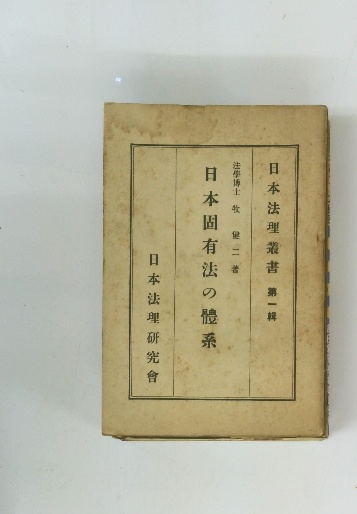 日本法理叢書 第一輯
法學博士 牧健二著
日本固有法の體系
日本法理硏究會